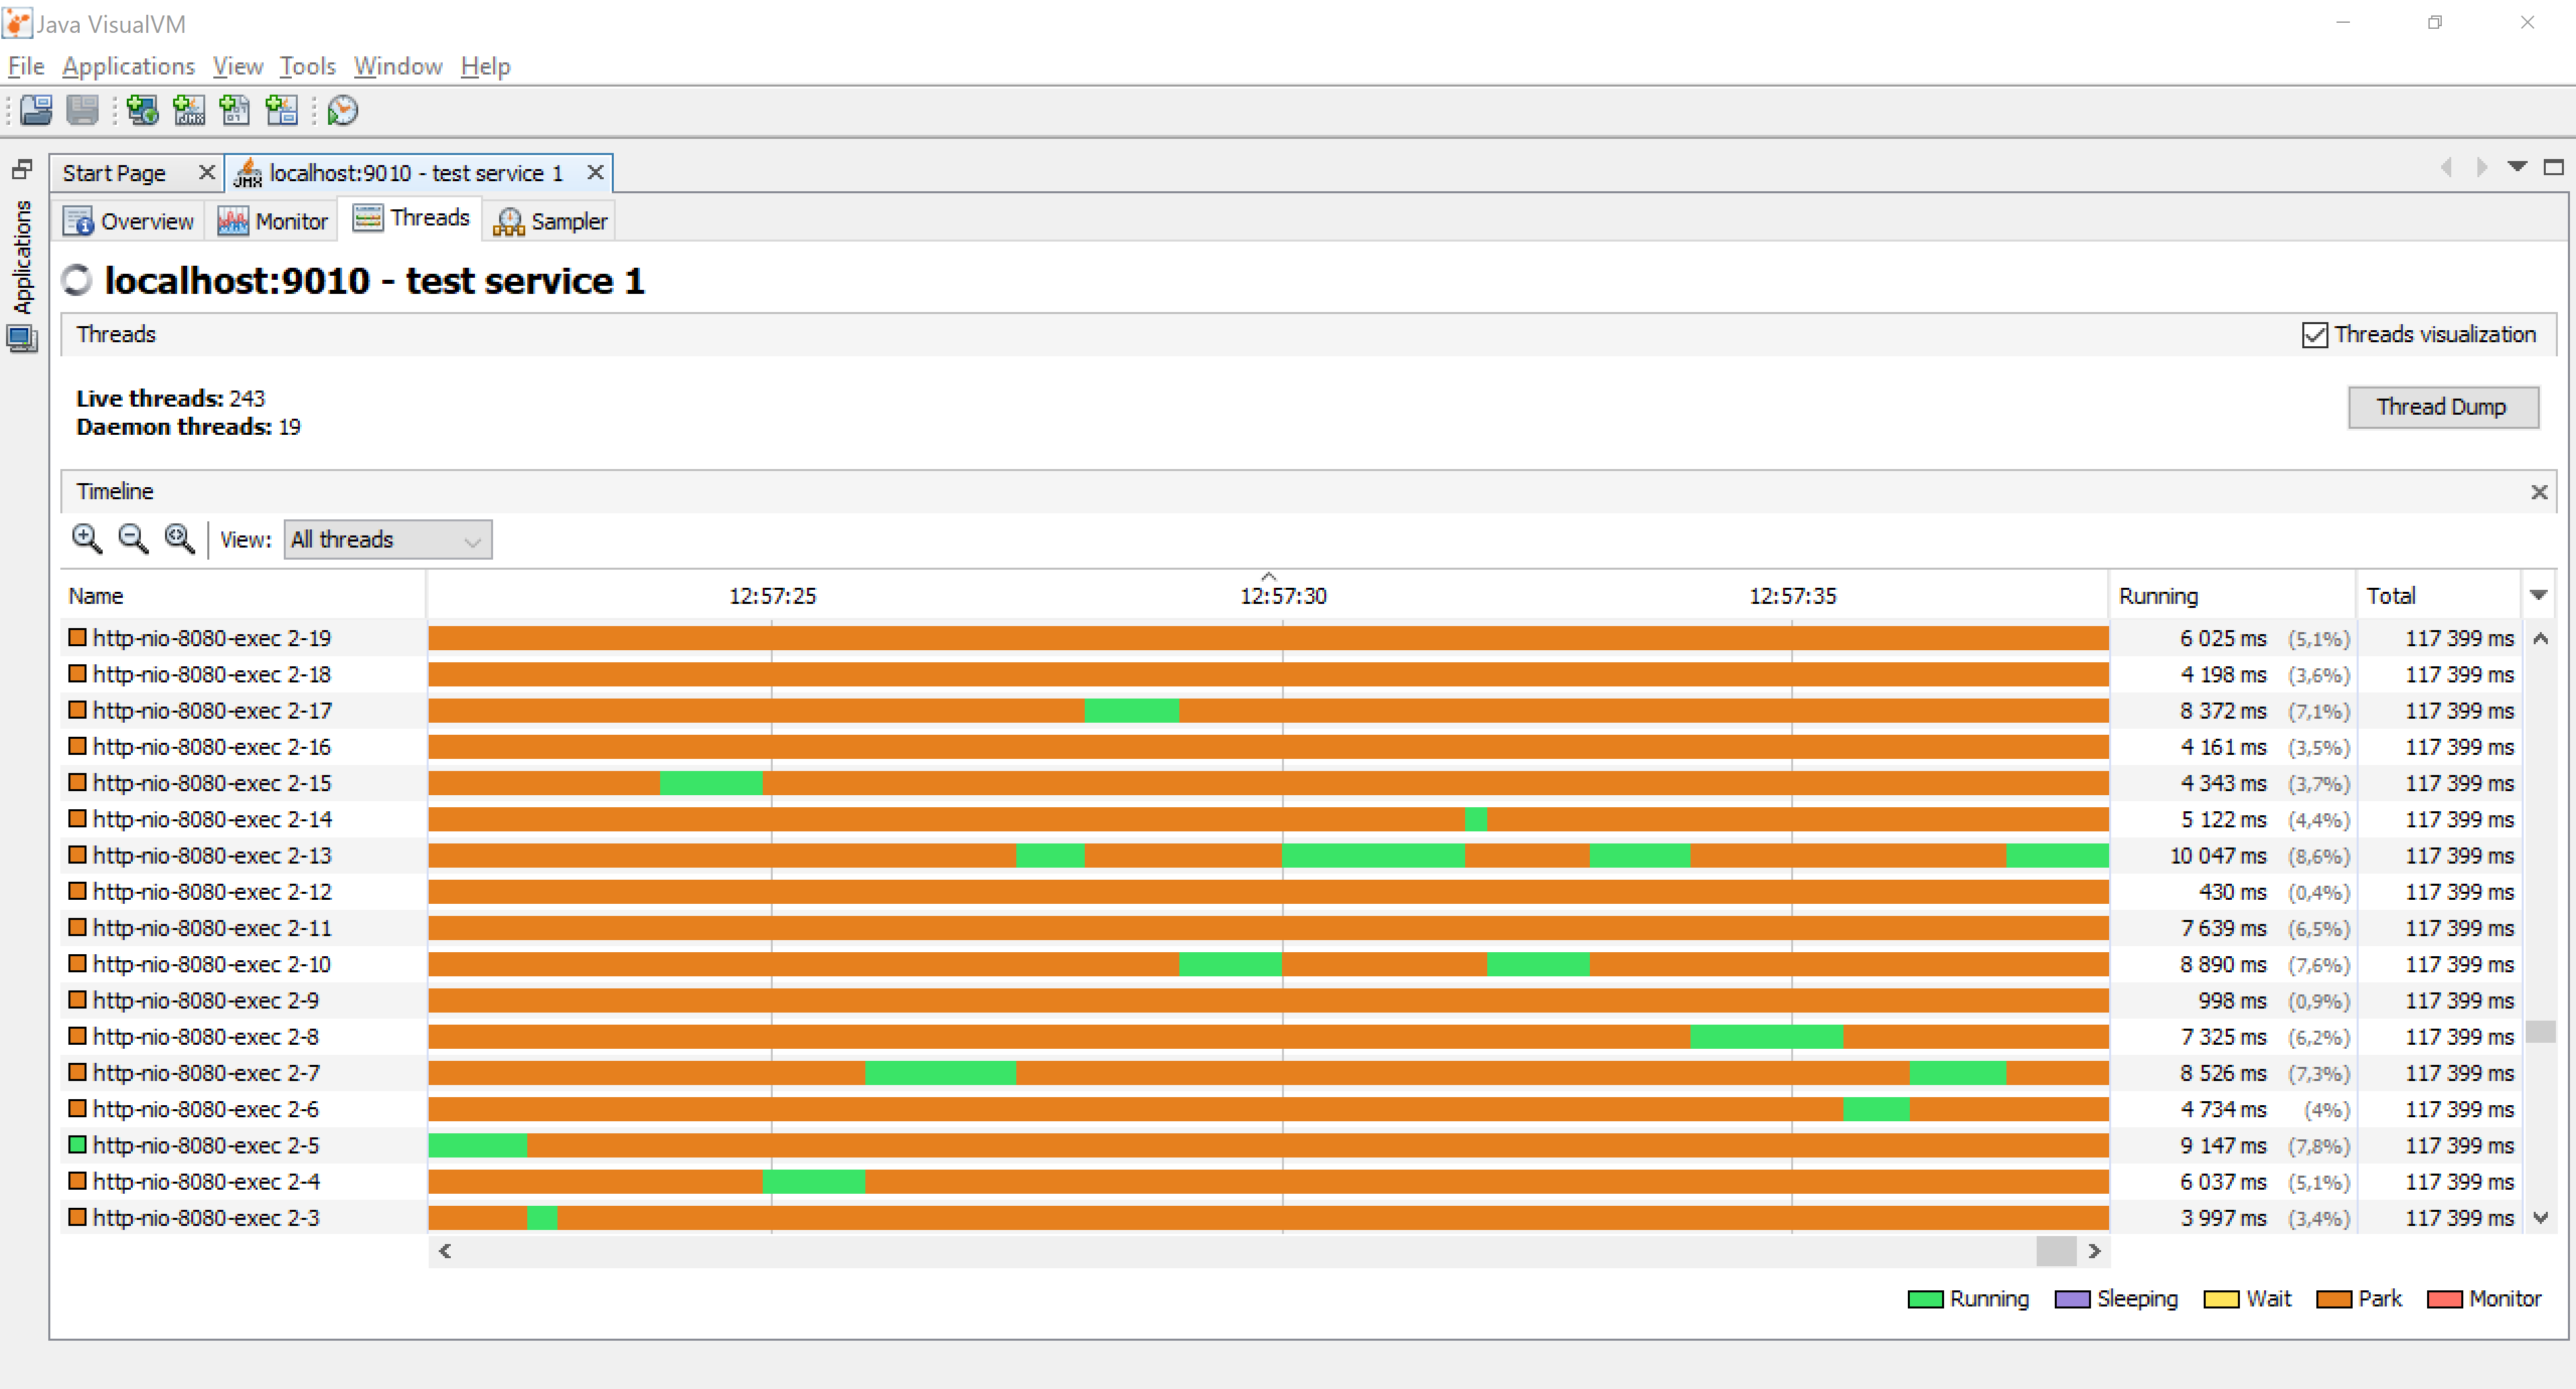 Java VisualVM
File Applications View Tools Window Help
Start Page localhost:9010 - test service 1
Applications
Overview Monitor Threads Sampler
localhost:9010 - test service 1
Threads Threads visualization
Live threads: 243
Daemon threads: 19
Thread Dump
Timeline
View: All threads
Name 12:57:25 12:57:30 12:57:35 Running Total
http-nio-8080-exec 2-19 6 025 ms (5,1%) 117 399 ms
http-nio-8080-exec 2-18 4 198 ms (3,6%) 117 399 ms
http-nio-8080-exec 2-17 8 372 ms (7,1%) 117 399 ms
http-nio-8080-exec 2-16 4 161 ms (3,5%) 117 399 ms
http-nio-8080-exec 2-15 4 343 ms (3,7%) 117 399 ms
http-nio-8080-exec 2-14 5 122 ms (4,4%) 117 399 ms
http-nio-8080-exec 2-13 10 047 ms (8,6%) 117 399 ms
http-nio-8080-exec 2-12 430 ms (0,4%) 117 399 ms
http-nio-8080-exec 2-11 7 639 ms (6,5%) 117 399 ms
http-nio-8080-exec 2-10 8 890 ms (7,6%) 117 399 ms
http-nio-8080-exec 2-9 998 ms (0,9%) 117 399 ms
http-nio-8080-exec 2-8 7 325 ms (6,2%) 117 399 ms
http-nio-8080-exec 2-7 8 526 ms (7,3%) 117 399 ms
http-nio-8080-exec 2-6 4 734 ms (4%) 117 399 ms
http-nio-8080-exec 2-5 9 147 ms (7,8%) 117 399 ms
http-nio-8080-exec 2-4 6 037 ms (5,1%) 117 399 ms
http-nio-8080-exec 2-3 3 997 ms (3,4%) 117 399 ms
Running Sleeping Wait Park Monitor